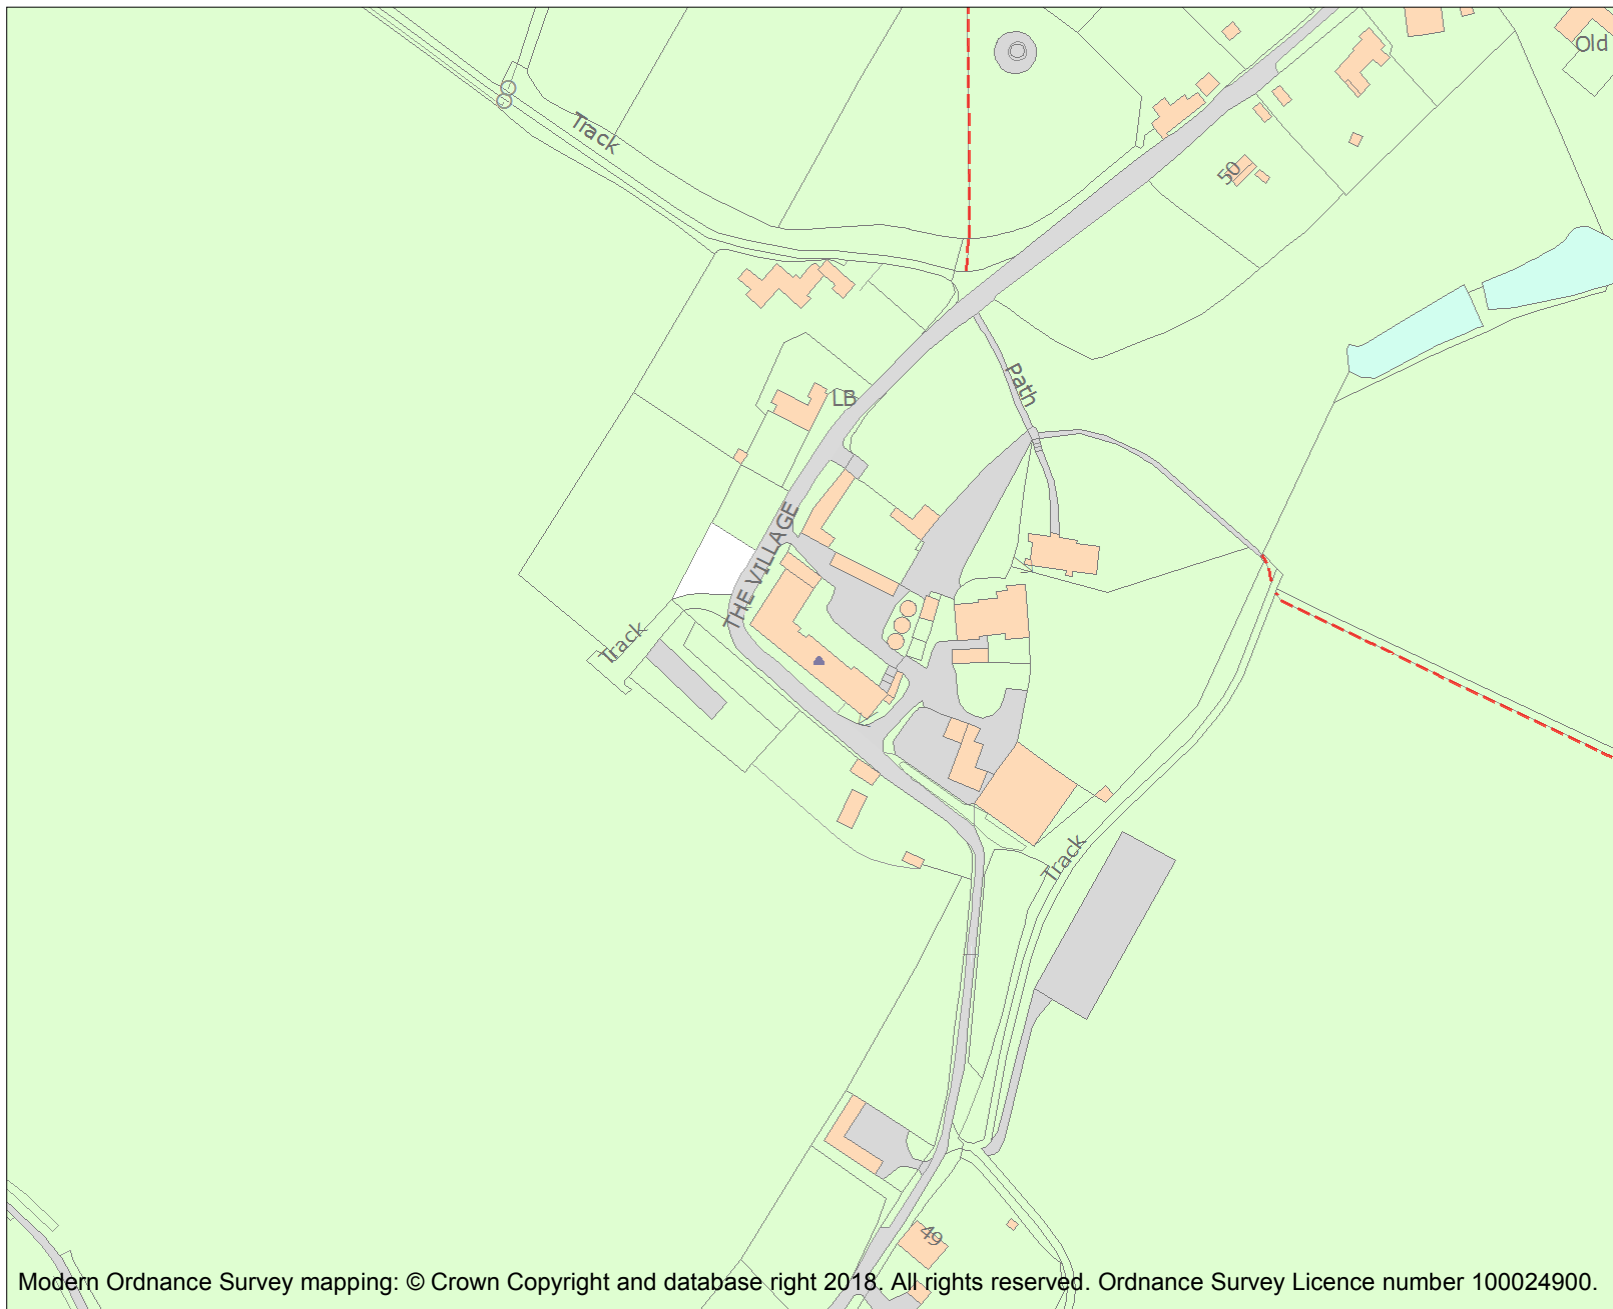 Old
Track
50
Path
LB
THE VILLAGE
Track
Track
49
Modern Ordnance Survey mapping: © Crown Copyright and database right 2018. All rights reserved. Ordnance Survey Licence number 100024900.